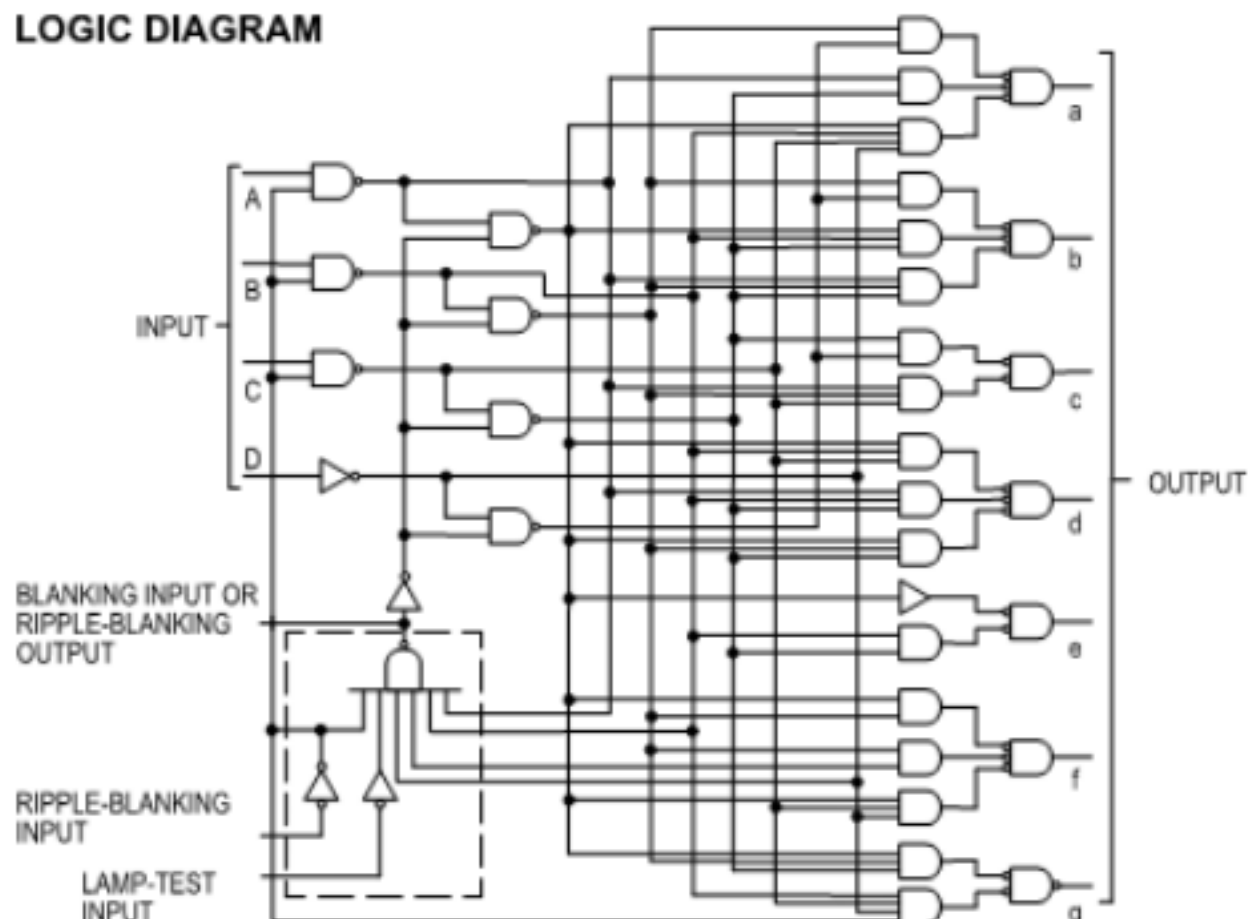 LOGIC DIAGRAM
A
B
INPUT
C
D
BLANKING INPUT OR
RIPPLE-BLANKING
OUTPUT
RIPPLE-BLANKING
INPUT
LAMP-TEST
INPUT
a
b
c
d
e
f
g
OUTPUT